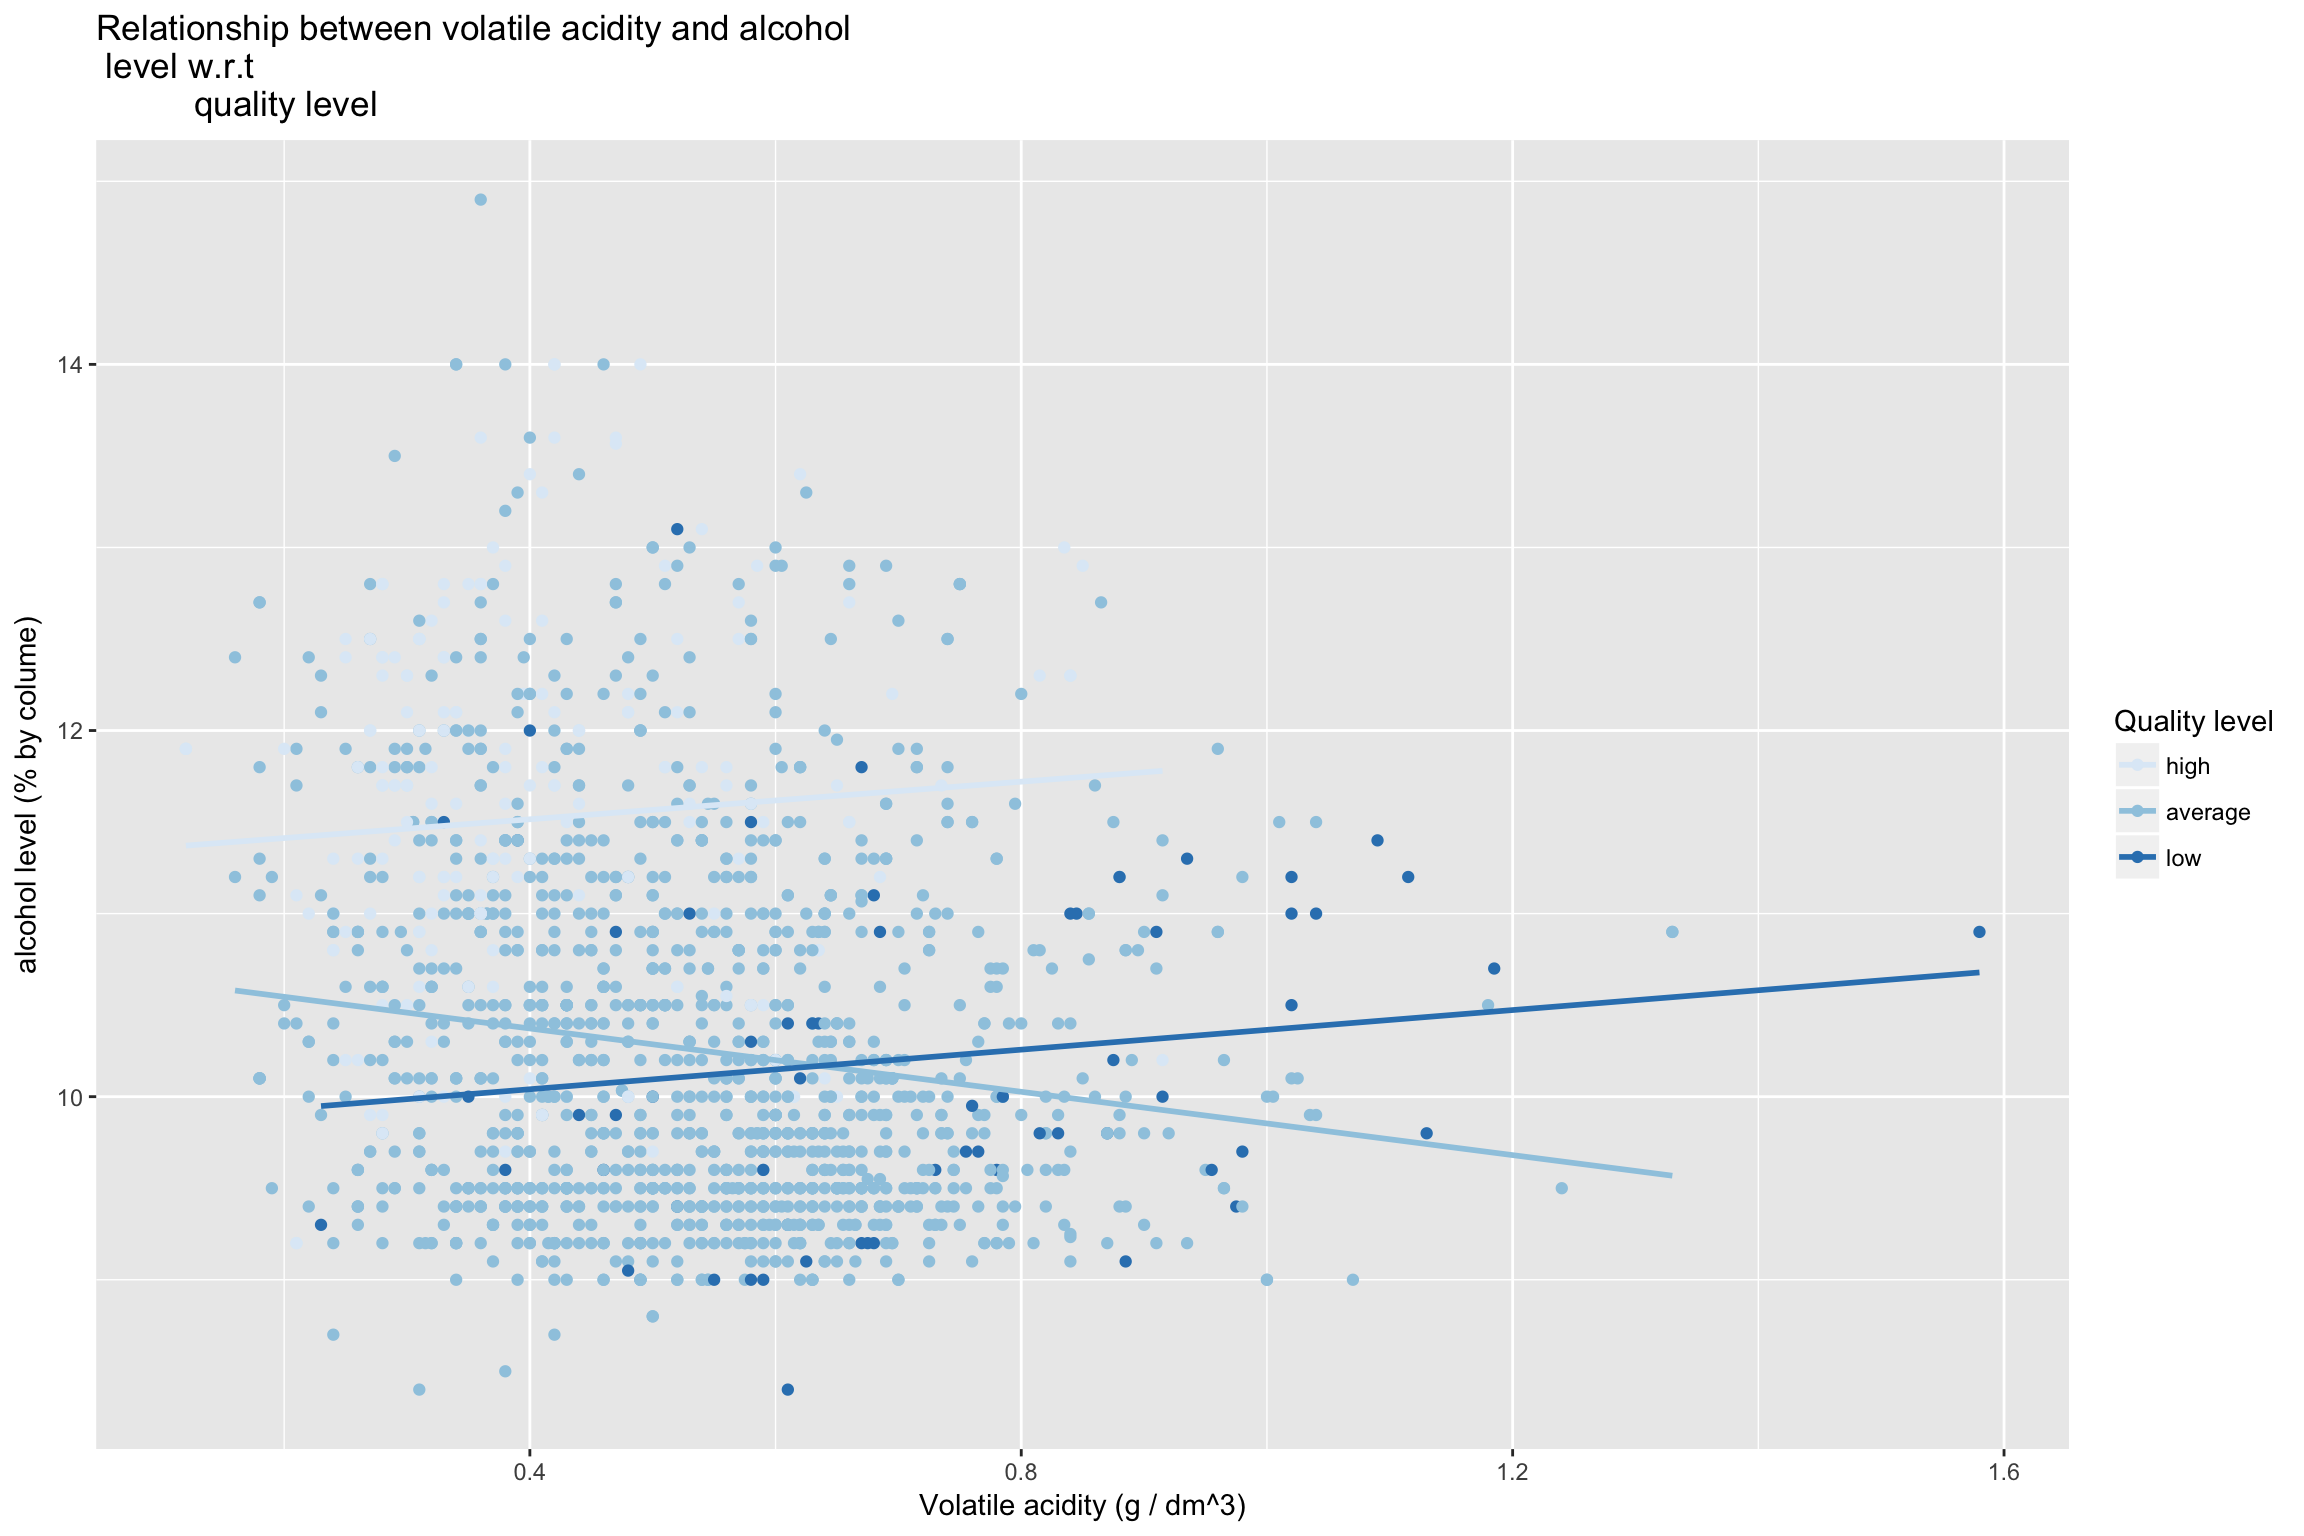 Relationship between volatile acidity and alcohol
level w.r.t
quality level
alcohol level (% by columе)
14
12
10
0.4
0.8
1.2
1.6
Volatile acidity (g / dm^3)
Quality level
high
average
low